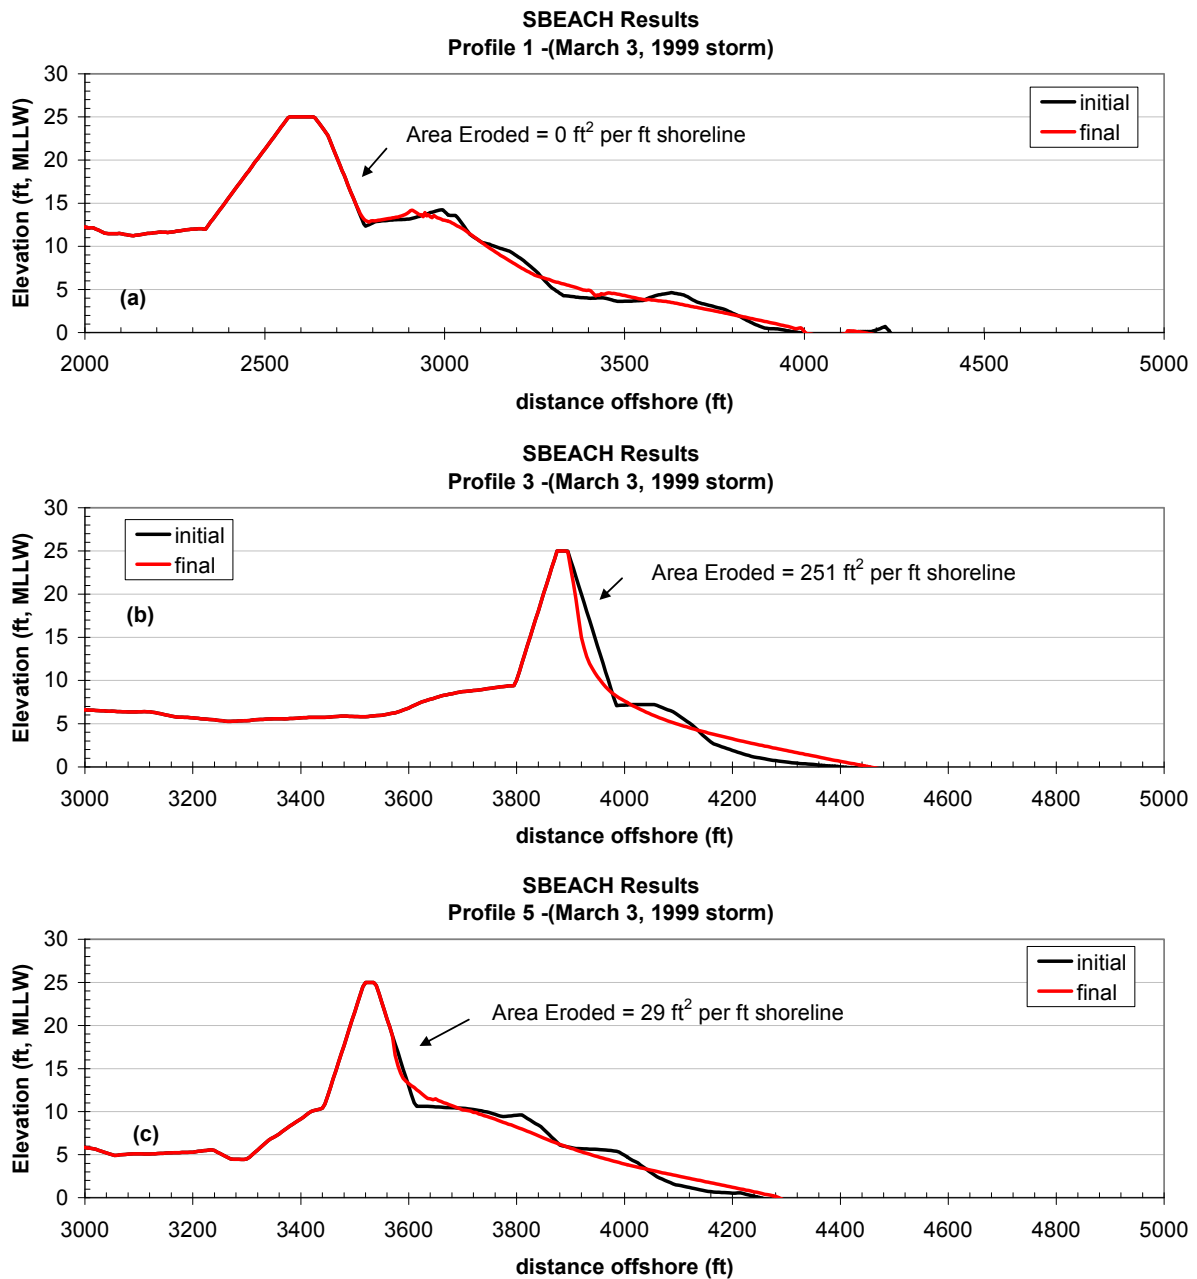 SBEACH Results
Profile 1 -(March 3, 1999 storm)
30
25
20
15
10
5
0
Elevation (ft, MLLW)
initial
final
Area Eroded = 0 ft² per ft shoreline
(a)
2000 2500 3000 3500 4000 4500 5000
distance offshore (ft)
SBEACH Results
Profile 3 -(March 3, 1999 storm)
30
25
20
15
10
5
0
Elevation (ft, MLLW)
initial
final
Area Eroded = 251 ft² per ft shoreline
(b)
3000 3200 3400 3600 3800 4000 4200 4400 4600 4800 5000
distance offshore (ft)
SBEACH Results
Profile 5 -(March 3, 1999 storm)
30
25
20
15
10
5
0
Elevation (ft, MLLW)
initial
final
Area Eroded = 29 ft² per ft shoreline
(c)
3000 3200 3400 3600 3800 4000 4200 4400 4600 4800 5000
distance offshore (ft)